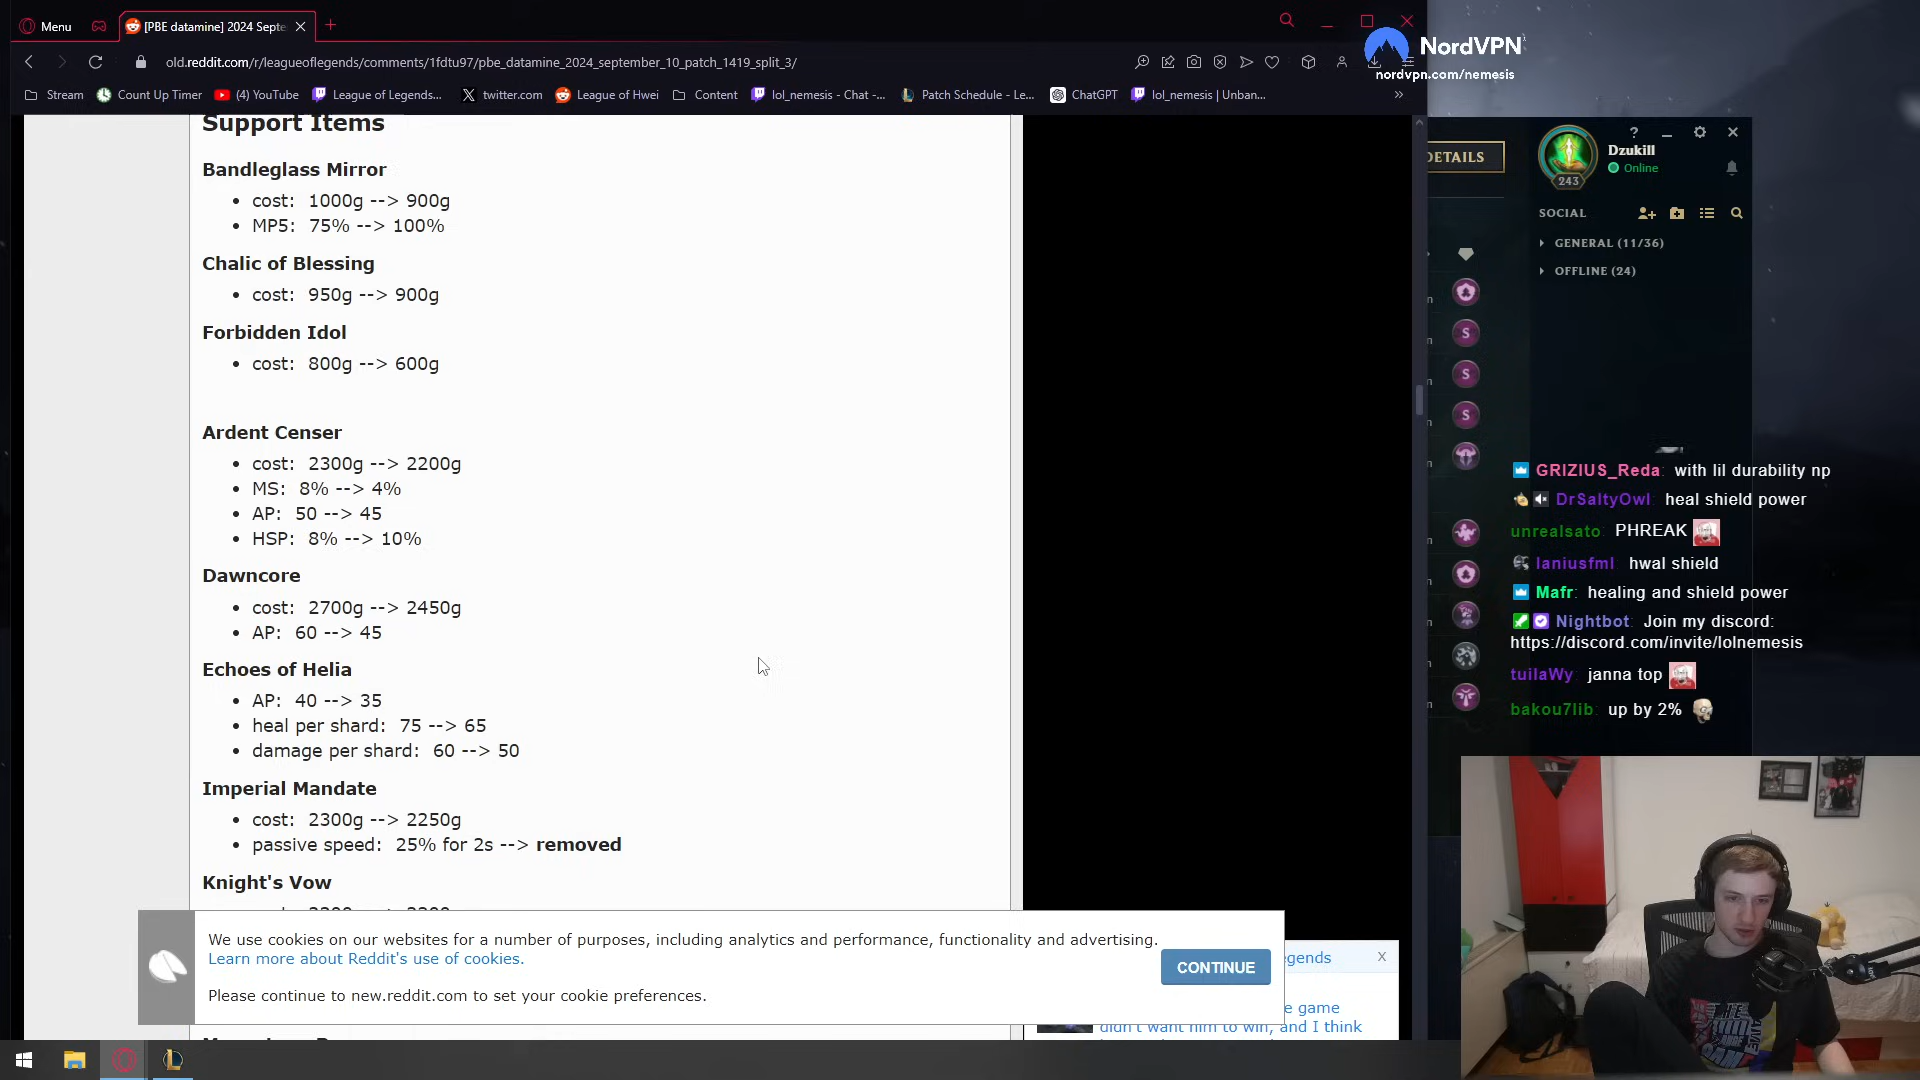 Menu
[PBE datamine] 2024 Septe
old.reddit.com/r/leagueoflegends/comments/1fdtu97/pbe_datamine_2024_september_10_patch_1419_split_3/
Stream
Count Up Timer
(4) YouTube
League of Legends...
twitter.com
League of Hwei
Content
lol_nemesis - Chat -...
Patch Schedule - Le...
ChatGPT
lol_nemesis | Unban...
»
NordVPN
nordvpn.com/nemesis
Support Items
Bandleglass Mirror
• cost: 1000g --> 900g
• MP5: 75% --> 100%
Chalic of Blessing
• cost: 950g --> 900g
Forbidden Idol
• cost: 800g --> 600g
Ardent Censer
• cost: 2300g --> 2200g
• MS: 8% --> 4%
• AP: 50 --> 45
• HSP: 8% --> 10%
Dawncore
• cost: 2700g --> 2450g
• AP: 60 --> 45
Echoes of Helia
• AP: 40 --> 35
• heal per shard: 75 --> 65
• damage per shard: 60 --> 50
Imperial Mandate
• cost: 2300g --> 2250g
• passive speed: 25% for 2s --> removed
Knight's Vow
We use cookies on our websites for a number of purposes, including analytics and performance, functionality and advertising.
Learn more about Reddit's use of cookies.
Please continue to new.reddit.com to set your cookie preferences.
CONTINUE
egends
X
e game
didn't want him to win, and I think
DETAILS
?
Dzukill
Online
243
SOCIAL
GENERAL (11/36)
OFFLINE (24)
S
S
S
GRIZIUS_Reda: with lil durability np
DrSaltyOwl: heal shield power
unrealsato: PHREAK
laniusfml: hwal shield
Mafr: healing and shield power
Nightbot: Join my discord:
https://discord.com/invite/lolnemesis
tuilaWy: janna top
bakou7lib: up by 2%